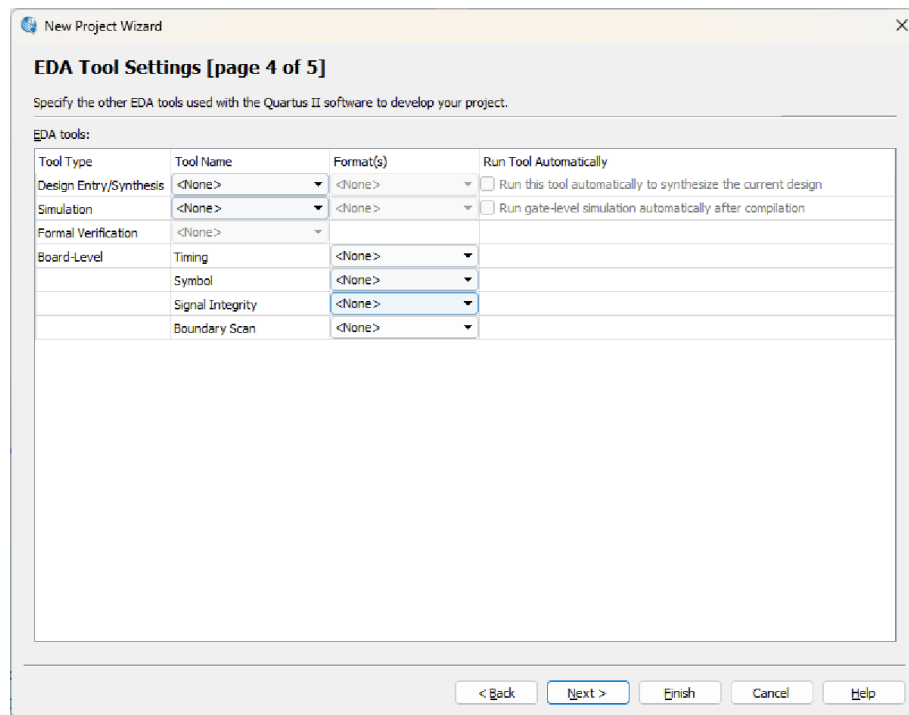 New Project Wizard
EDA Tool Settings [page 4 of 5]
Specify the other EDA tools used with the Quartus II software to develop your project.
EDA tools:
Tool Type Tool Name Format(s) Run Tool Automatically
Design Entry/Synthesis <None> <None> Run this tool automatically to synthesize the current design
Simulation <None> <None> Run gate-level simulation automatically after compilation
Formal Verification <None>
Board-Level Timing <None>
Symbol <None>
Signal Integrity <None>
Boundary Scan <None>
< Back Next > Finish Cancel Help